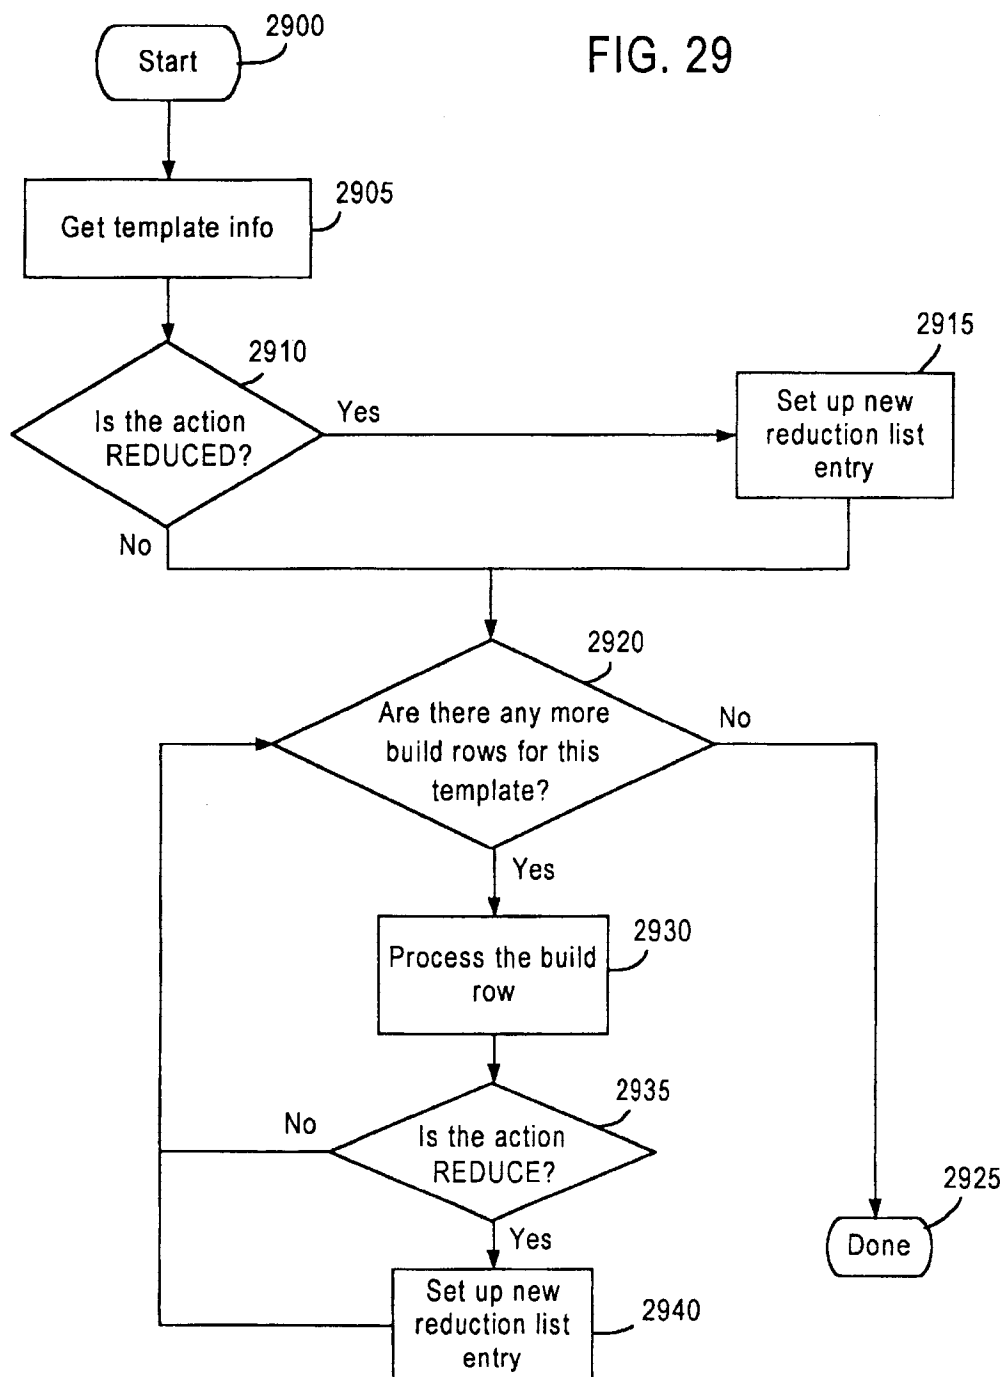 2900
Start
FIG. 29
2905
Get template info
2910
Is the action
REDUCED?
Yes
No
2915
Set up new
reduction list
entry
2920
Are there any more
build rows for this
template?
No
Yes
2930
Process the build
row
2935
No
Is the action
REDUCE?
Yes
2925
Done
Set up new
reduction list
entry
2940